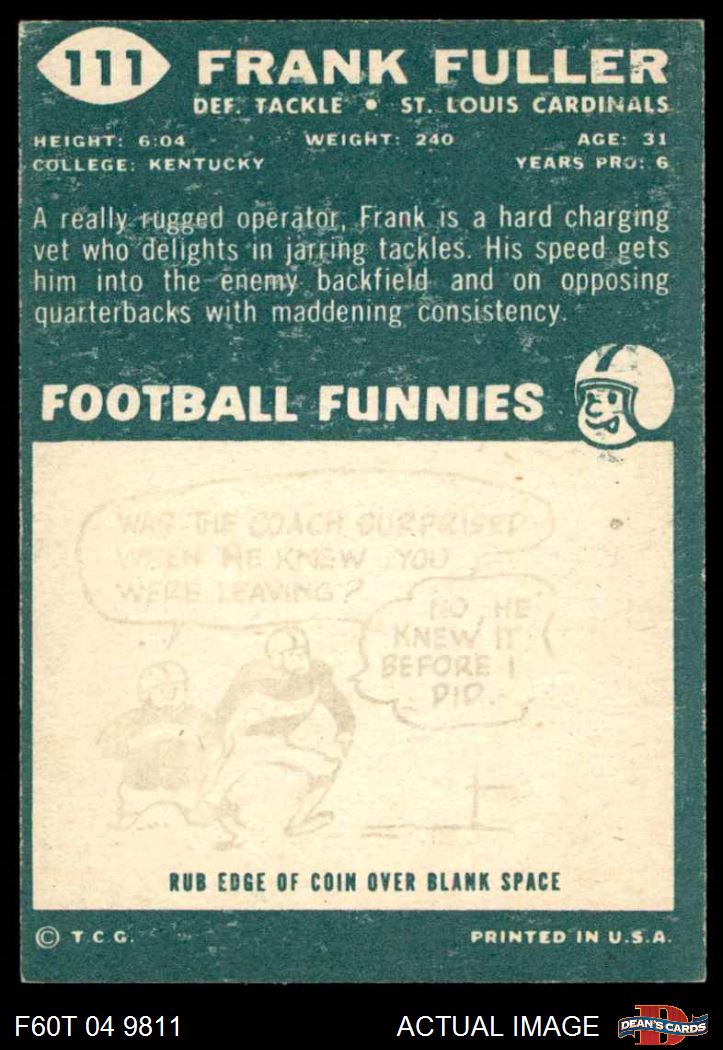 111 FRANK FULLER
DEF. TACKLE • ST. LOUIS CARDINALS
HEIGHT: 6:04 WEIGHT: 240 AGE: 31
COLLEGE: KENTUCKY YEARS PRO: 6
A really rugged operator, Frank is a hard charging
vet who delights in jarring tackles. His speed gets
him into the enemy backfield and on opposing
quarterbacks with maddening consistency.
FOOTBALL FUNNIES
WAS THE COACH SURPRISED
WHEN HE KNEW YOU
WERE LEAVING?
NO, HE
KNEW IT
BEFORE I
DID.
RUB EDGE OF COIN OVER BLANK SPACE
© T.C.G. PRINTED IN U.S.A.
F60T 04 9811 ACTUAL IMAGE DEAN'S CARDS